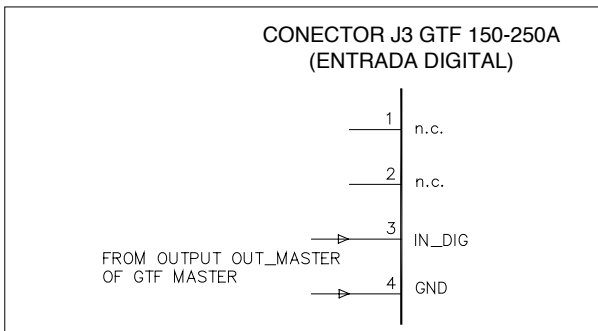 CONECTOR J3 GTF 150-250A
(ENTRADA DIGITAL)
1 n.c.
2 n.c.
3 IN_DIG
FROM OUTPUT OUT_MASTER
OF GTF MASTER
4 GND